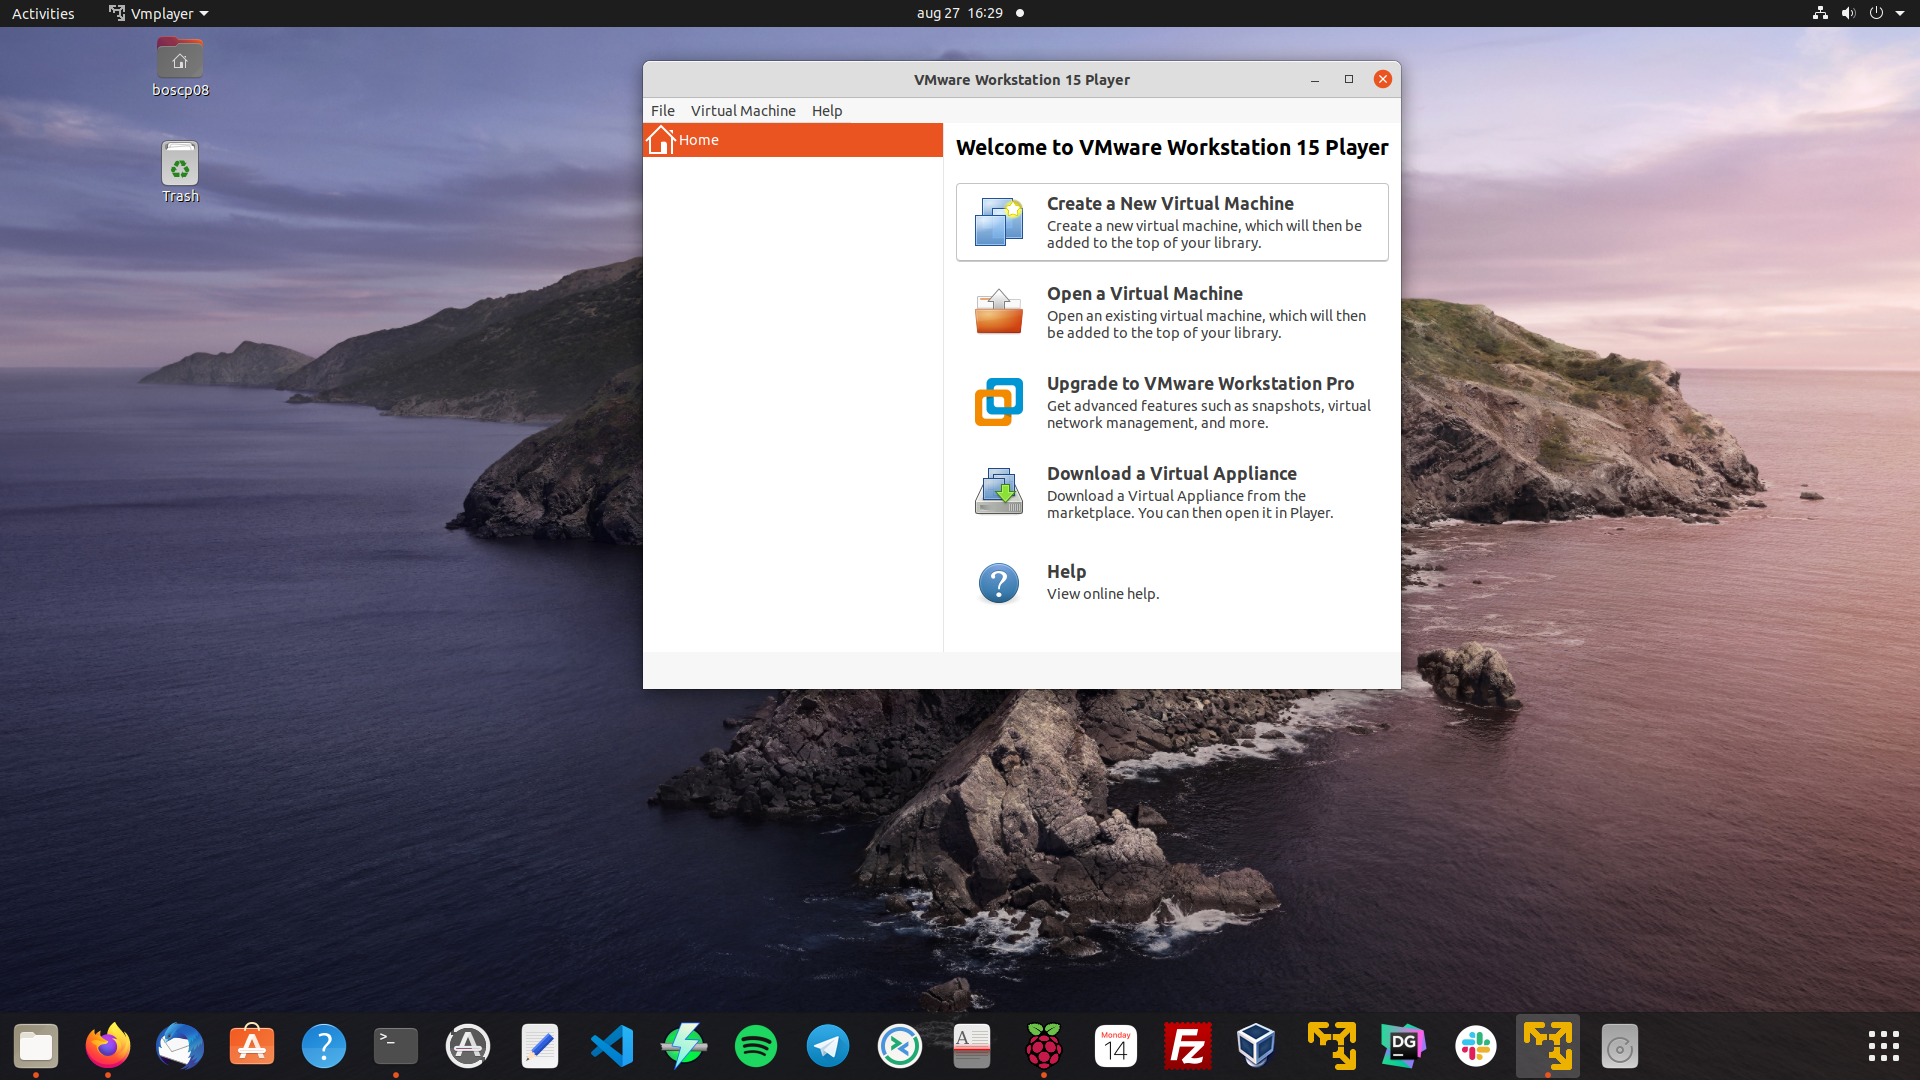 Activities
Vmplayer
aug 27 16:29
boscp08
Trash
VMware Workstation 15 Player
File Virtual Machine Help
Home
Welcome to VMware Workstation 15 Player
Create a New Virtual Machine
Create a new virtual machine, which will then be
added to the top of your library.
Open a Virtual Machine
Open an existing virtual machine, which will then
be added to the top of your library.
Upgrade to VMware Workstation Pro
Get advanced features such as snapshots, virtual
network management, and more.
Download a Virtual Appliance
Download a Virtual Appliance from the
marketplace. You can then open it in Player.
?
Help
View online help.
?
>_
A
Monday
14
Fz
DG